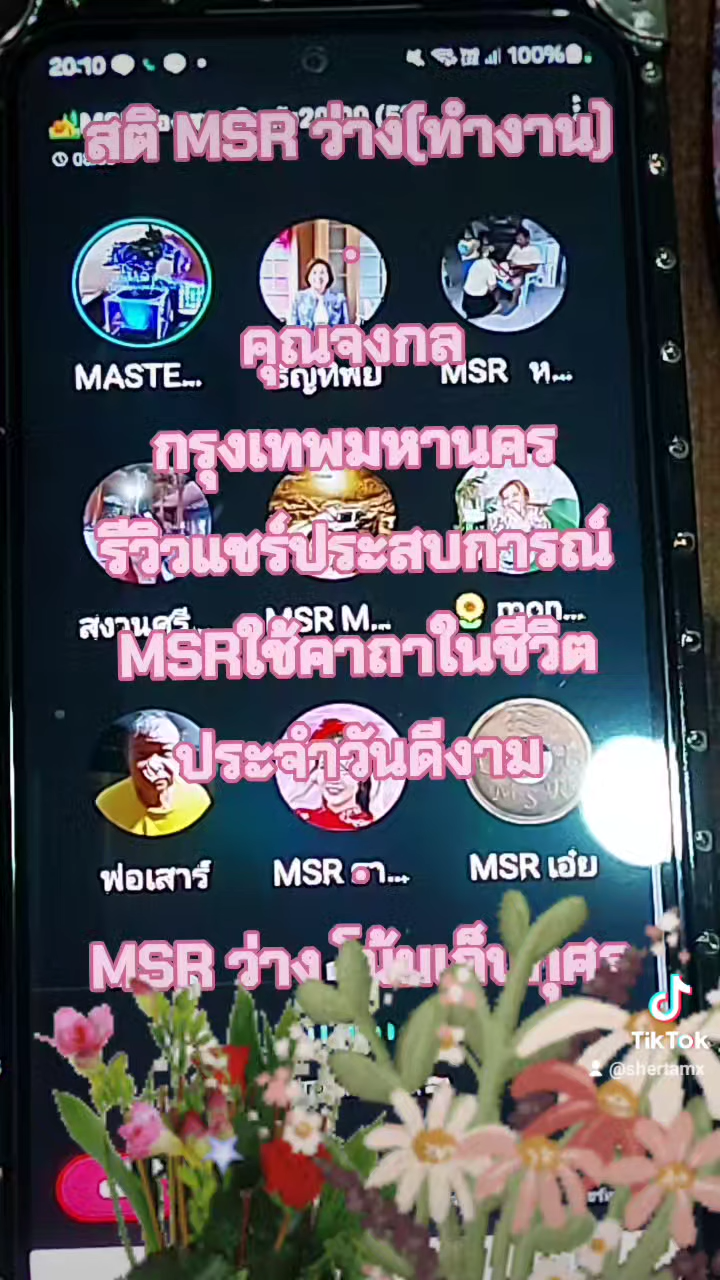 20:10
100%
สติ MSR ว่าง(ทำงาน)
MASTE...
MSR ห...
คุณจงกล
กรุงเทพมหานคร
รีวิวแชร์ประสบการณ์
สงานศรี...
MSR M...
mon...
MSRใช้คาถาในชีวิต
ประจำวันดีงาม
พ่อเสาร์
MSR เอ๋ย
MSR ว่าง
TikTok
@shertamx